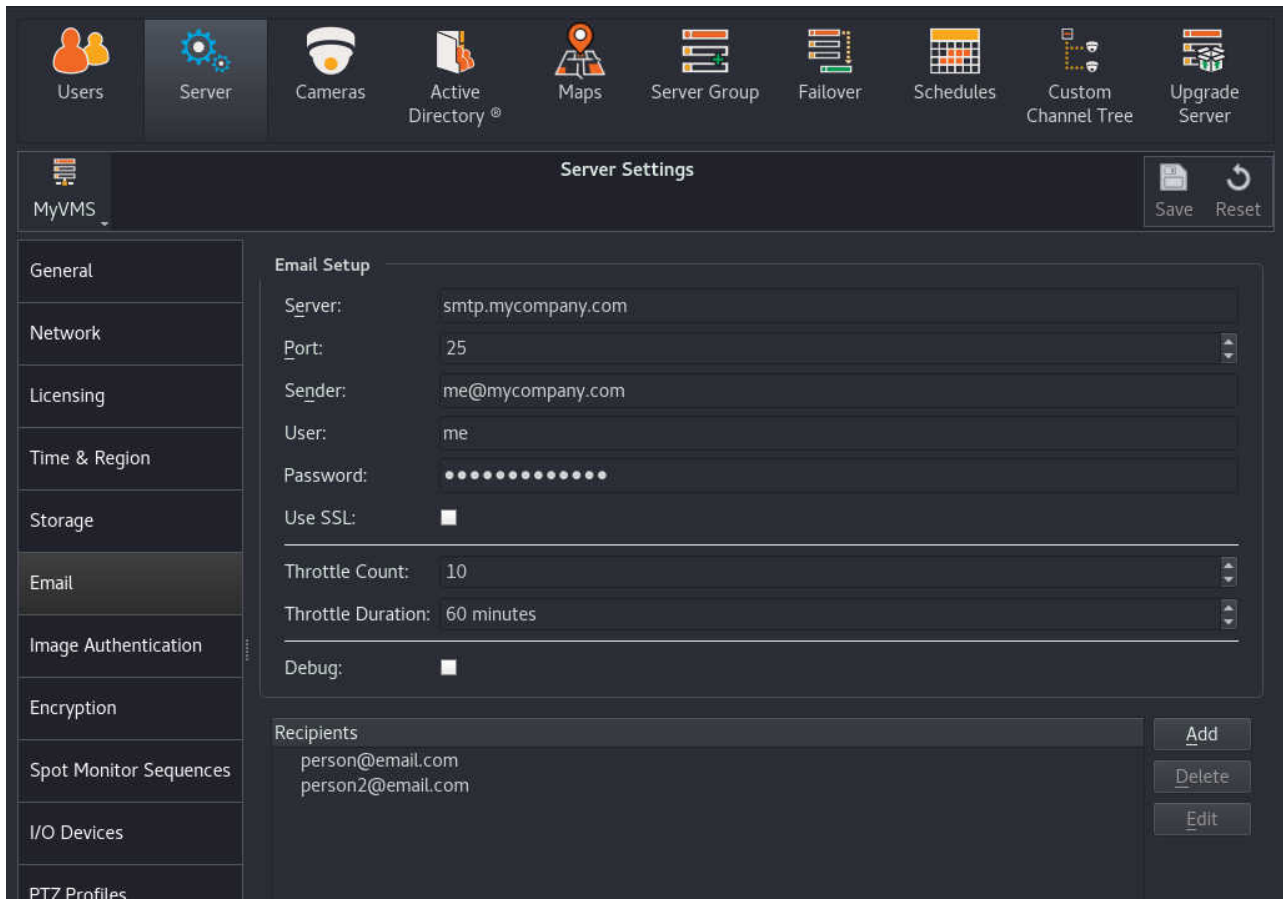 Users
Server
Cameras
Active
Directory ®
Maps
Server Group
Failover
Schedules
Custom
Channel Tree
Upgrade
Server
MyVMS
Server Settings
Save
Reset
General
Network
Licensing
Time & Region
Storage
Email
Image Authentication
Encryption
Spot Monitor Sequences
I/O Devices
PTZ Profiles
Email Setup
Server: smtp.mycompany.com
Port: 25
Sender: me@mycompany.com
User: me
Password: •••••••••••••
Use SSL:
Throttle Count: 10
Throttle Duration: 60 minutes
Debug:
Recipients
person@email.com
person2@email.com
Add
Delete
Edit